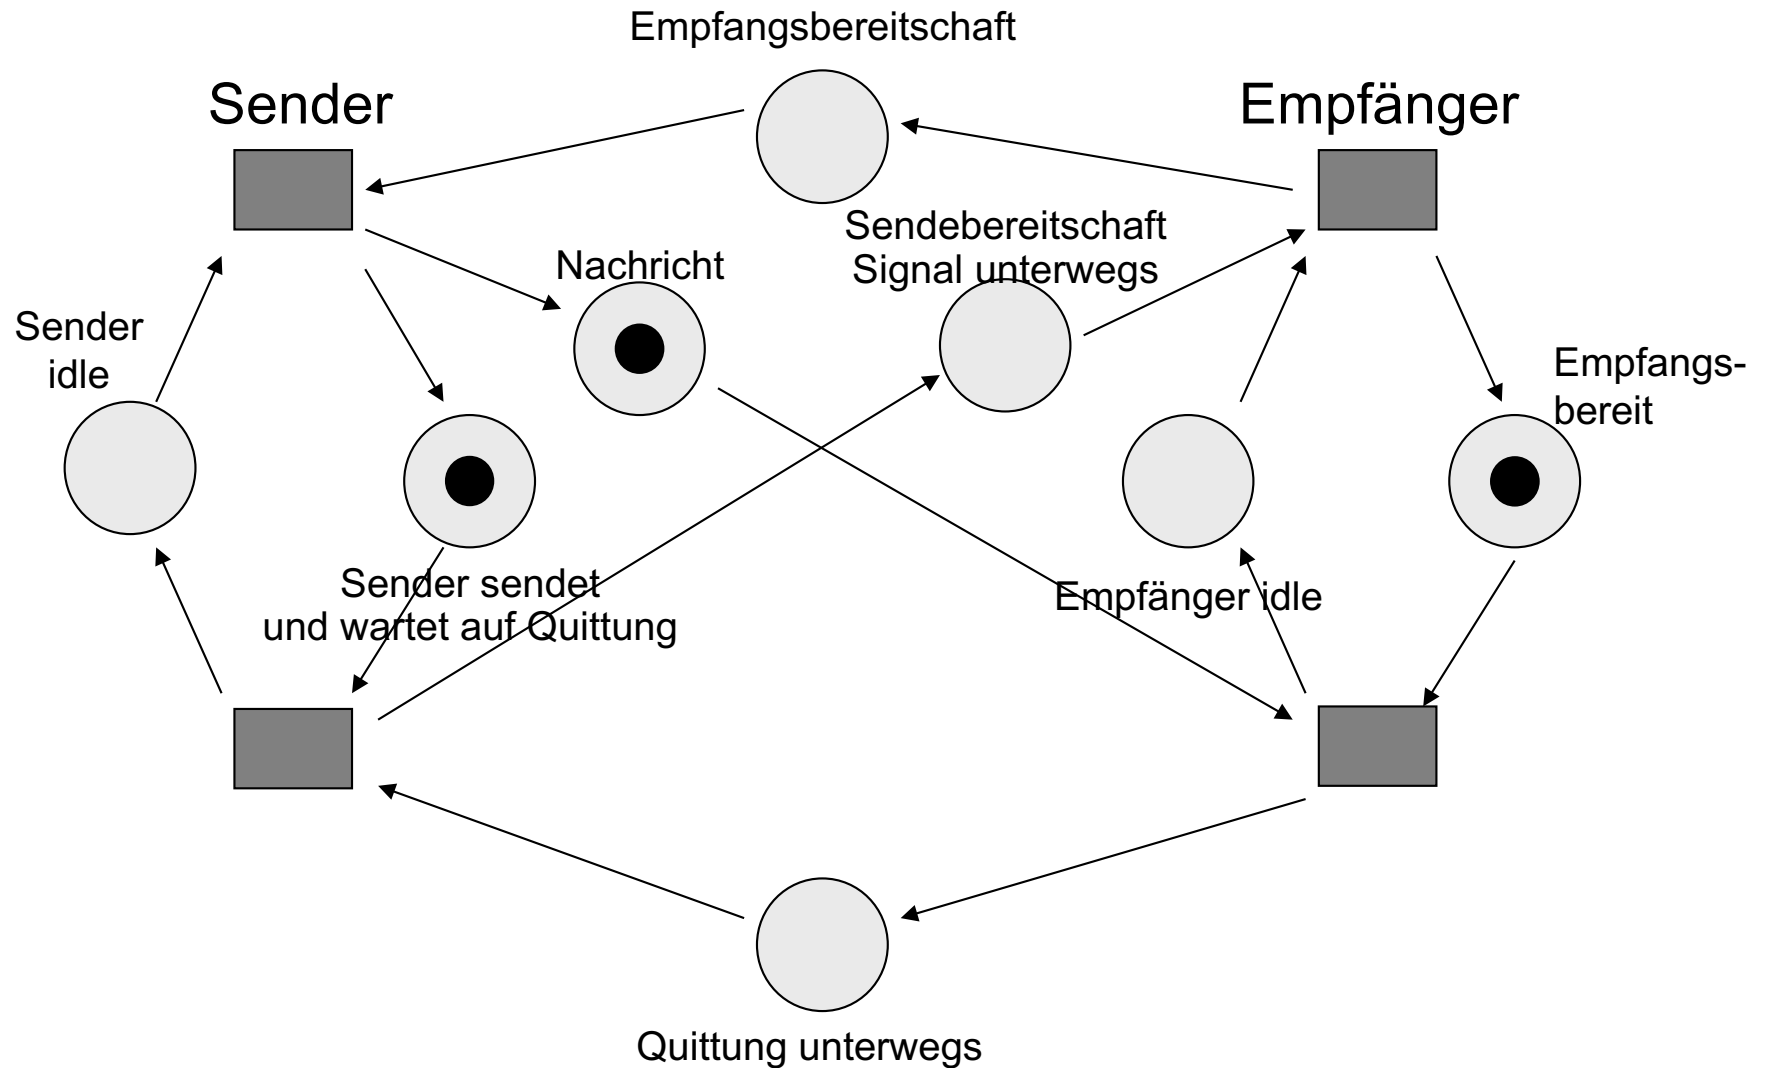 Empfangsbereitschaft
Sender
Empfänger
Sendebereitschaft
Signal unterwegs
Nachricht
Sender
idle
Empfangs-
bereit
Sender sendet
und wartet auf Quittung
Empfänger idle
Quittung unterwegs